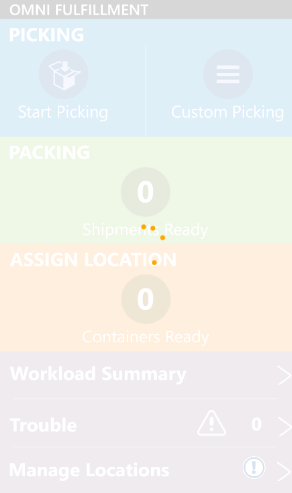 OMNI FULFILLMENT
PICKING
Start Picking Custom Picking
PACKING
0
Shipments Ready
ASSIGN LOCATION
0
Containers Ready
Workload Summary
Trouble 0
Manage Locations